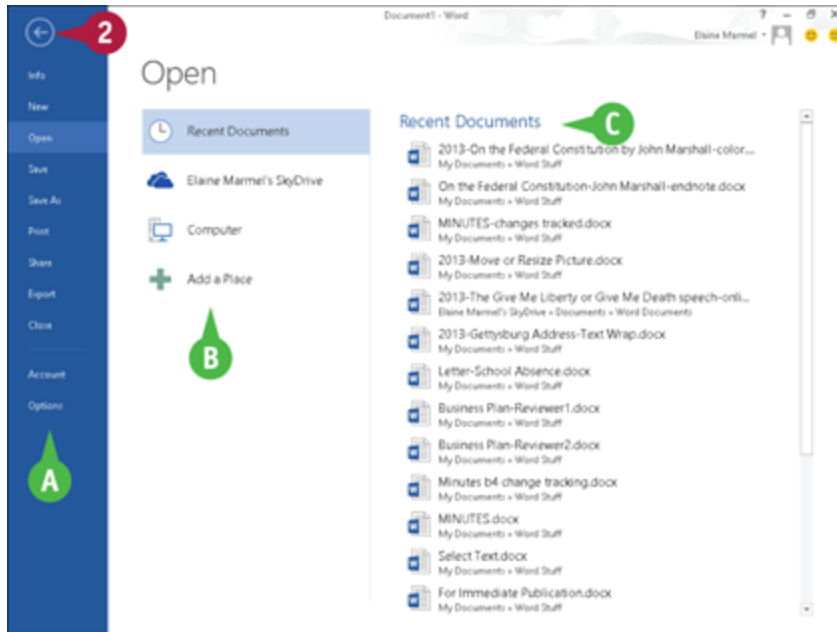 Document1 - Word
?
Elaine Marmel
2
Info
New
Open
Save
Save As
Print
Share
Export
Close
Account
Options
A
Open
Recent Documents
Elaine Marmel's SkyDrive
Computer
Add a Place
B
Recent Documents
C
2013-On the Federal Constitution by John Marshall-color...
My Documents » Word Stuff
On the Federal Constitution-John Marshall-endnote.docx
My Documents » Word Stuff
MINUTES-changes tracked.docx
My Documents » Word Stuff
2013-Move or Resize Picture.docx
My Documents » Word Stuff
2013-The Give Me Liberty or Give Me Death speech-onli...
Elaine Marmel's SkyDrive » Documents » Word Documents
2013-Gettysburg Address-Text Wrap.docx
My Documents » Word Stuff
Letter-School Absence.docx
My Documents » Word Stuff
Business Plan-Reviewer1.docx
My Documents » Word Stuff
Business Plan-Reviewer2.docx
My Documents » Word Stuff
Minutes b4 change tracking.docx
My Documents » Word Stuff
MINUTES.docx
My Documents » Word Stuff
Select Text.docx
My Documents » Word Stuff
For Immediate Publication.docx
My Documents » Word Stuff